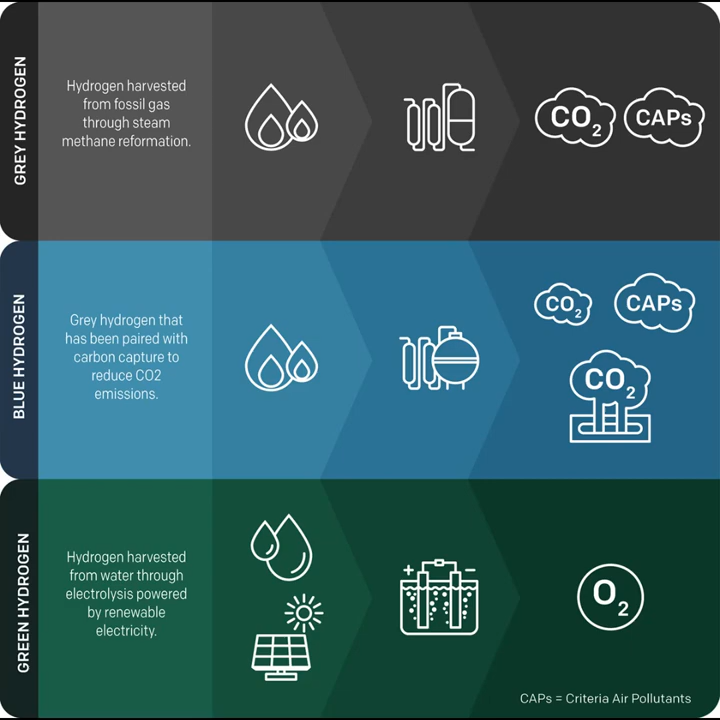 GREY HYDROGEN
Hydrogen harvested
from fossil gas
through steam
methane reformation.
CO2
CAPs
BLUE HYDROGEN
Grey hydrogen that
has been paired with
carbon capture to
reduce CO2
emissions.
CO2
CAPs
CO2
GREEN HYDROGEN
Hydrogen harvested
from water through
electrolysis powered
by renewable
electricity.
+ −
O2
CAPs = Criteria Air Pollutants